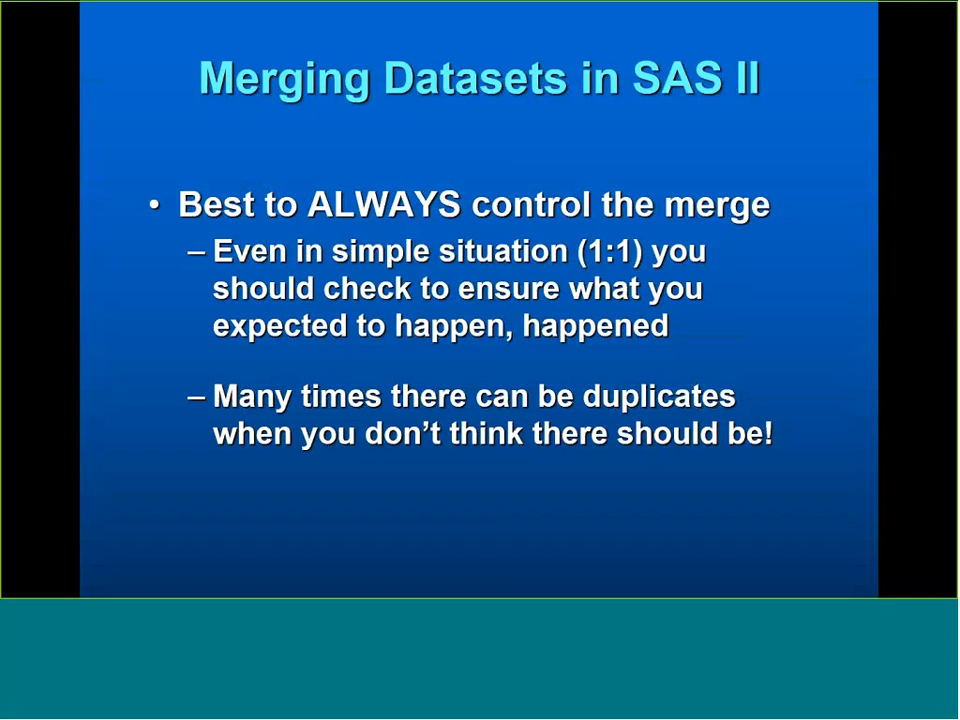 Merging Datasets in SAS II
• Best to ALWAYS control the merge
– Even in simple situation (1:1) you
should check to ensure what you
expected to happen, happened
– Many times there can be duplicates
when you don’t think there should be!